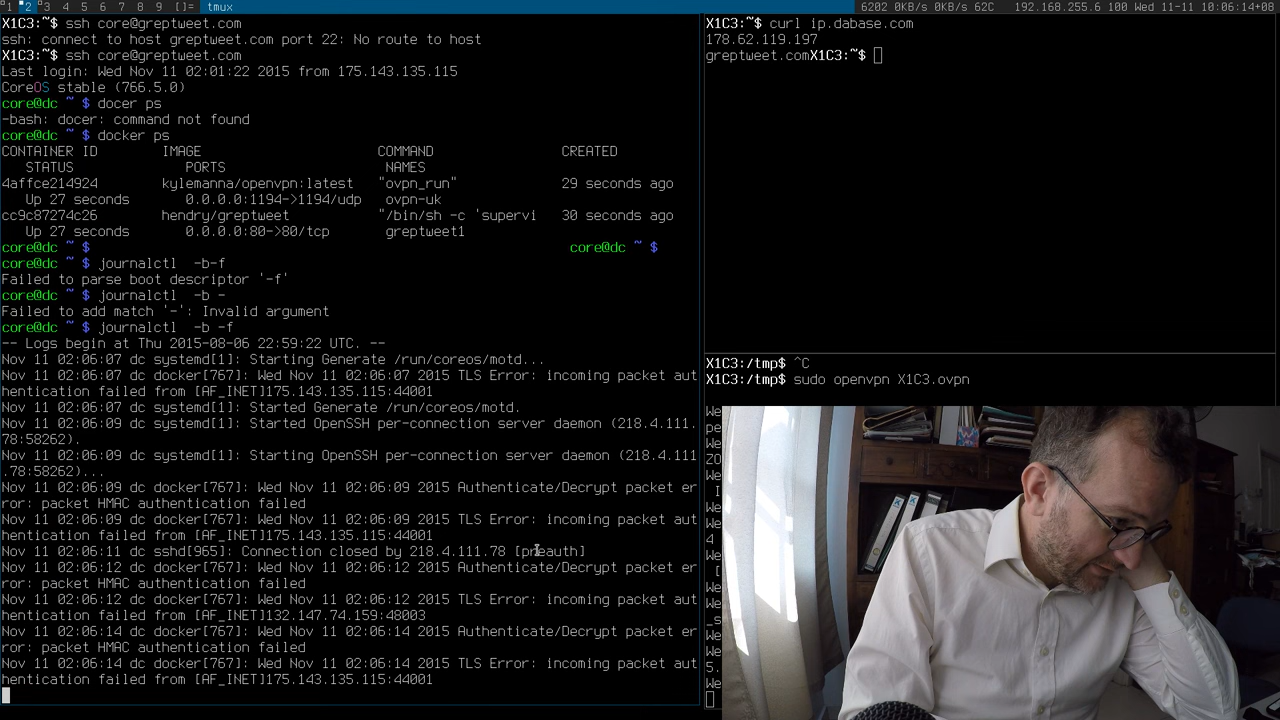 1 2 3 4 5 6 7 8 9 []= tmux 6202 0KB/s 0KB/s 62C 192.168.255.6 100 Wed 11-11 10:06:14+08
X1C3:~$ ssh core@greptweet.com
ssh: connect to host greptweet.com port 22: No route to host
X1C3:~$ ssh core@greptweet.com
Last login: Wed Nov 11 02:01:22 2015 from 175.143.135.115
CoreOS stable (766.5.0)
core@dc ~ $ docer ps
-bash: docer: command not found
core@dc ~ $ docker ps
CONTAINER ID IMAGE COMMAND CREATED
STATUS PORTS NAMES
4affce214924 kylemanna/openvpn:latest "ovpn_run" 29 seconds ago
Up 27 seconds 0.0.0.0:1194->1194/udp ovpn-uk
cc9c87274c26 hendry/greptweet "/bin/sh -c 'supervi 30 seconds ago
Up 27 seconds 0.0.0.0:80->80/tcp greptweet1
core@dc ~ $ core@dc ~ $
core@dc ~ $ journalctl -b-f
Failed to parse boot descriptor '-f'
core@dc ~ $ journalctl -b -
Failed to add match '-': Invalid argument
core@dc ~ $ journalctl -b -f
-- Logs begin at Thu 2015-08-06 22:59:22 UTC. --
Nov 11 02:06:07 dc systemd[1]: Starting Generate /run/coreos/motd...
Nov 11 02:06:07 dc docker[767]: Wed Nov 11 02:06:07 2015 TLS Error: incoming packet aut
hentication failed from [AF_INET]175.143.135.115:44001
Nov 11 02:06:07 dc systemd[1]: Started Generate /run/coreos/motd.
Nov 11 02:06:09 dc systemd[1]: Started OpenSSH per-connection server daemon (218.4.111.
78:58262).
Nov 11 02:06:09 dc systemd[1]: Starting OpenSSH per-connection server daemon (218.4.111
.78:58262)...
Nov 11 02:06:09 dc docker[767]: Wed Nov 11 02:06:09 2015 Authenticate/Decrypt packet er
ror: packet HMAC authentication failed
Nov 11 02:06:09 dc docker[767]: Wed Nov 11 02:06:09 2015 TLS Error: incoming packet aut
hentication failed from [AF_INET]175.143.135.115:44001
Nov 11 02:06:11 dc sshd[965]: Connection closed by 218.4.111.78 [preauth]
Nov 11 02:06:12 dc docker[767]: Wed Nov 11 02:06:12 2015 Authenticate/Decrypt packet er
ror: packet HMAC authentication failed
Nov 11 02:06:12 dc docker[767]: Wed Nov 11 02:06:12 2015 TLS Error: incoming packet aut
hentication failed from [AF_INET]132.147.74.159:48003
Nov 11 02:06:14 dc docker[767]: Wed Nov 11 02:06:14 2015 Authenticate/Decrypt packet er
ror: packet HMAC authentication failed
Nov 11 02:06:14 dc docker[767]: Wed Nov 11 02:06:14 2015 TLS Error: incoming packet aut
hentication failed from [AF_INET]175.143.135.115:44001
X1C3:~$ curl ip.dabase.com
178.62.119.197
greptweet.comX1C3:~$
X1C3:/tmp$ ^C
X1C3:/tmp$ sudo openvpn X1C3.ovpn
We
pe
We
ZO
We
I
We
We
4
We
[
We
We
_s
We
We
5.
We